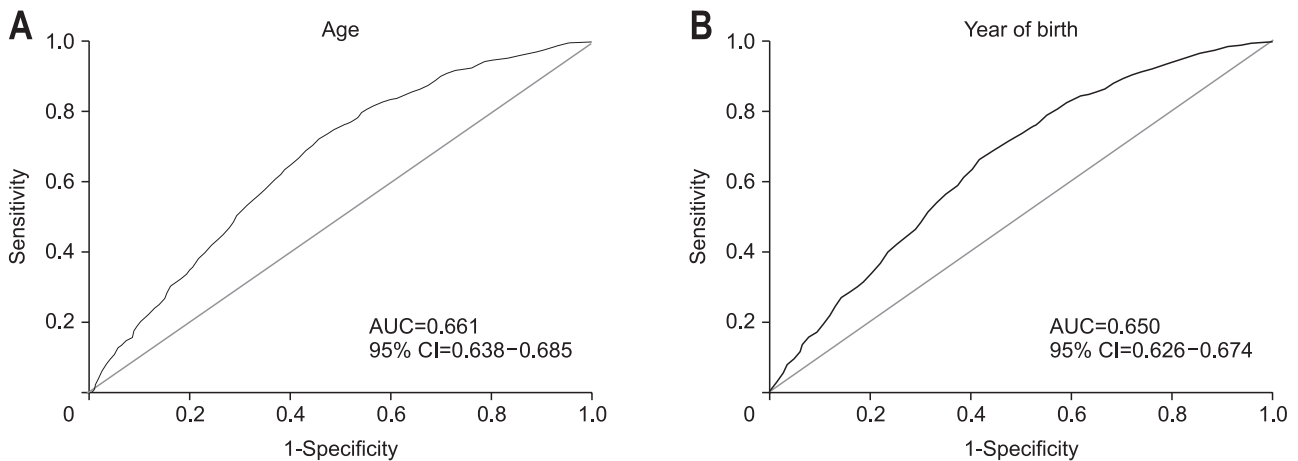 A
Age
1.0
0.8
0.6
0.4
0.2
Sensitivity
AUC=0.661
95% CI=0.638−0.685
0
0.2
0.4
0.6
0.8
1.0
1-Specificity
B
Year of birth
1.0
0.8
0.6
0.4
0.2
Sensitivity
AUC=0.650
95% CI=0.626−0.674
0
0.2
0.4
0.6
0.8
1.0
1-Specificity